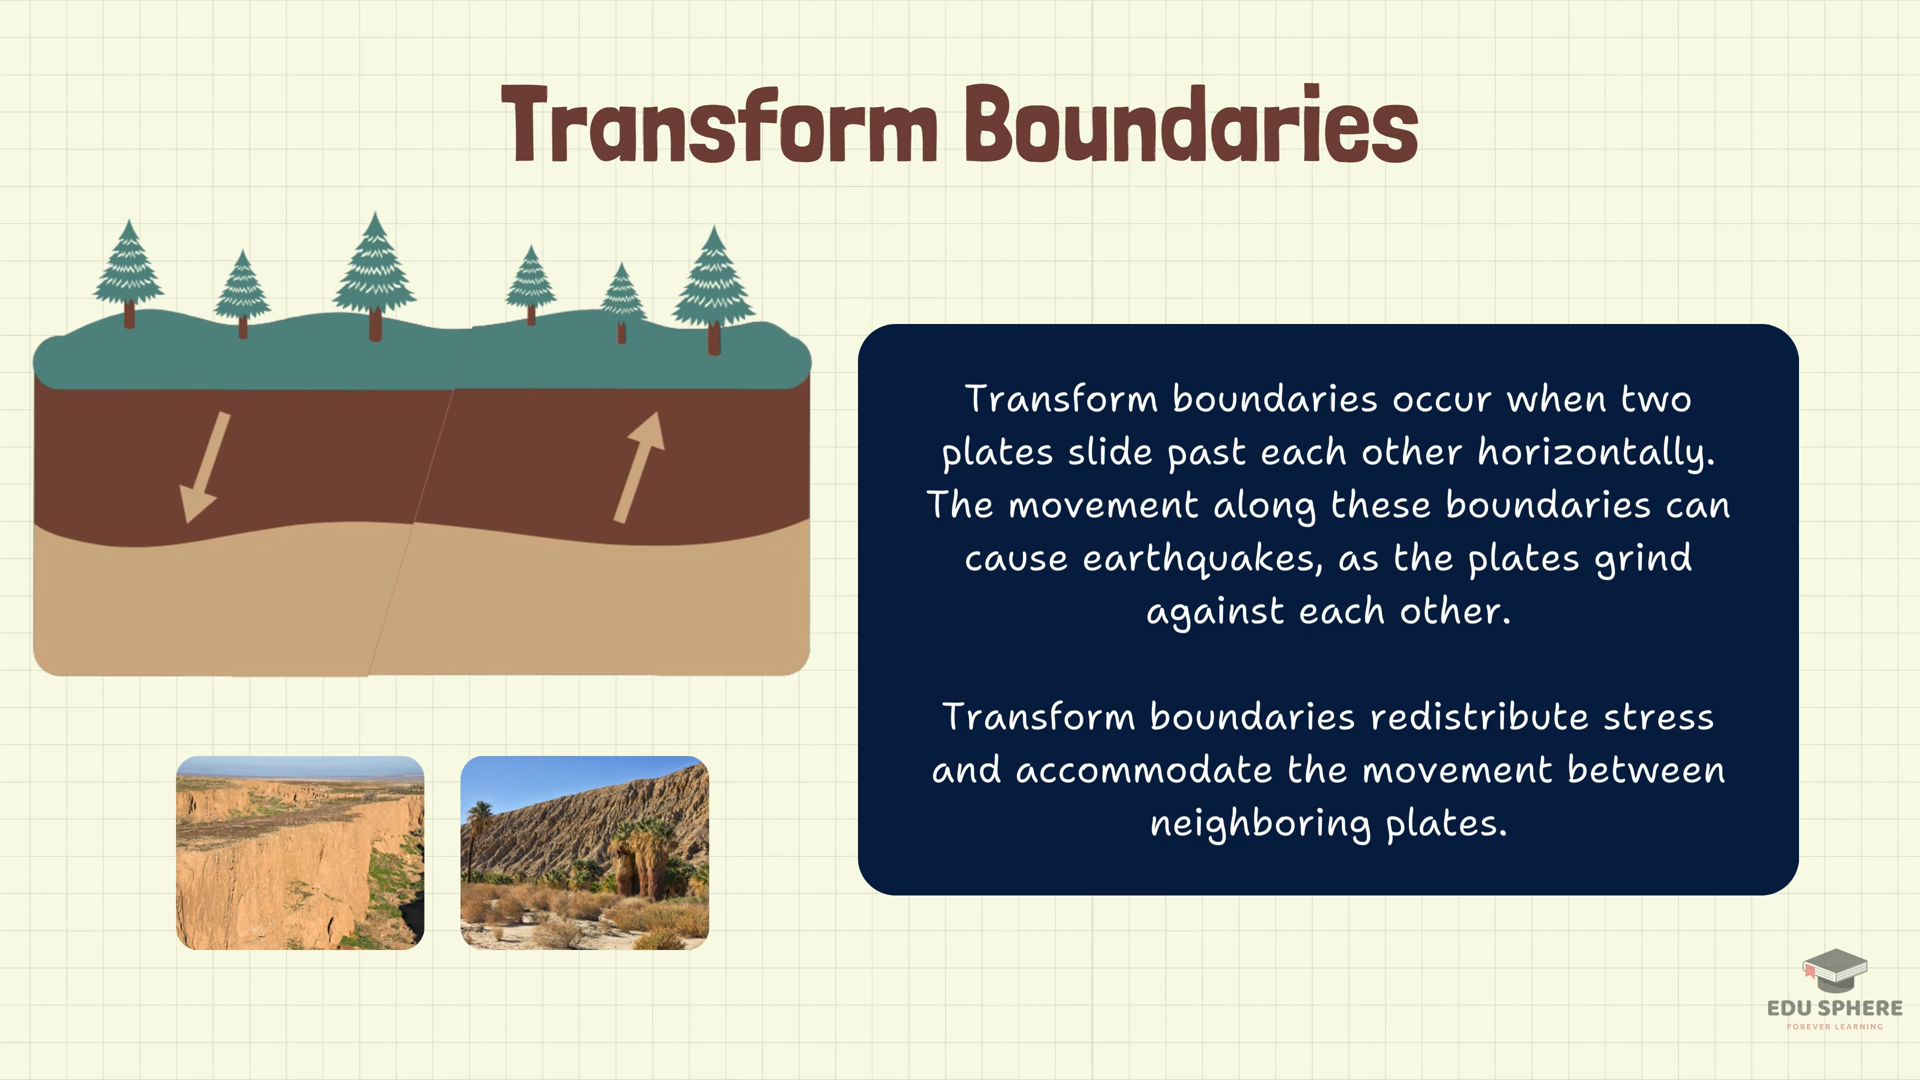 Transform Boundaries
Transform boundaries occur when two
plates slide past each other horizontally.
The movement along these boundaries can
cause earthquakes, as the plates grind
against each other.
Transform boundaries redistribute stress
and accommodate the movement between
neighboring plates.
EDU SPHERE
FOREVER LEARNING